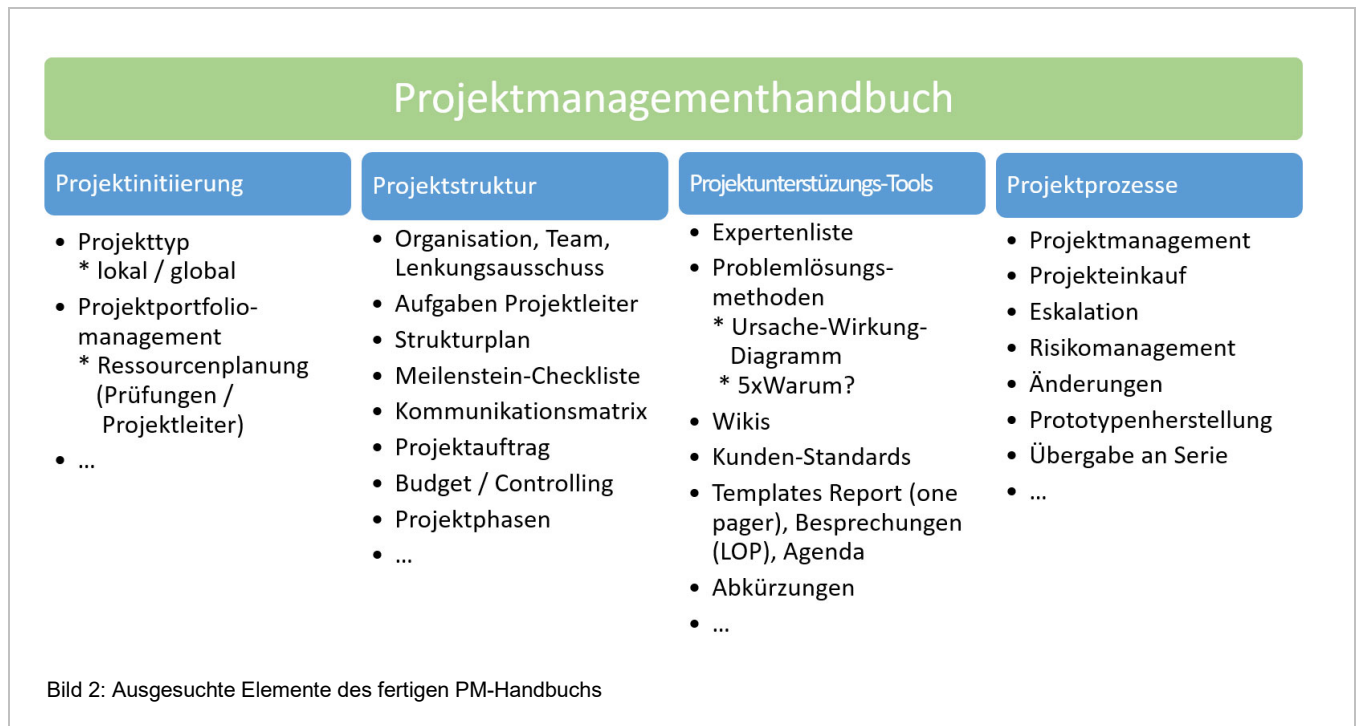 Projektmanagementhandbuch
Projektinitiierung
• Projekttyp
* lokal / global
• Projektportfolio-
management
* Ressourcenplanung
(Prüfungen /
Projektleiter)
• ...
Projektstruktur
• Organisation, Team,
Lenkungsausschuss
• Aufgaben Projektleiter
• Strukturplan
• Meilenstein-Checkliste
• Kommunikationsmatrix
• Projektauftrag
• Budget / Controlling
• Projektphasen
• ...
Projektunterstüzungs-Tools
• Expertenliste
• Problemlösungs-
methoden
* Ursache-Wirkung-
Diagramm
* 5xWarum?
• Wikis
• Kunden-Standards
• Templates Report (one
pager), Besprechungen
(LOP), Agenda
• Abkürzungen
• ...
Projektprozesse
• Projektmanagement
• Projekteinkauf
• Eskalation
• Risikomanagement
• Änderungen
• Prototypenherstellung
• Übergabe an Serie
• ...
Bild 2: Ausgesuchte Elemente des fertigen PM-Handbuchs